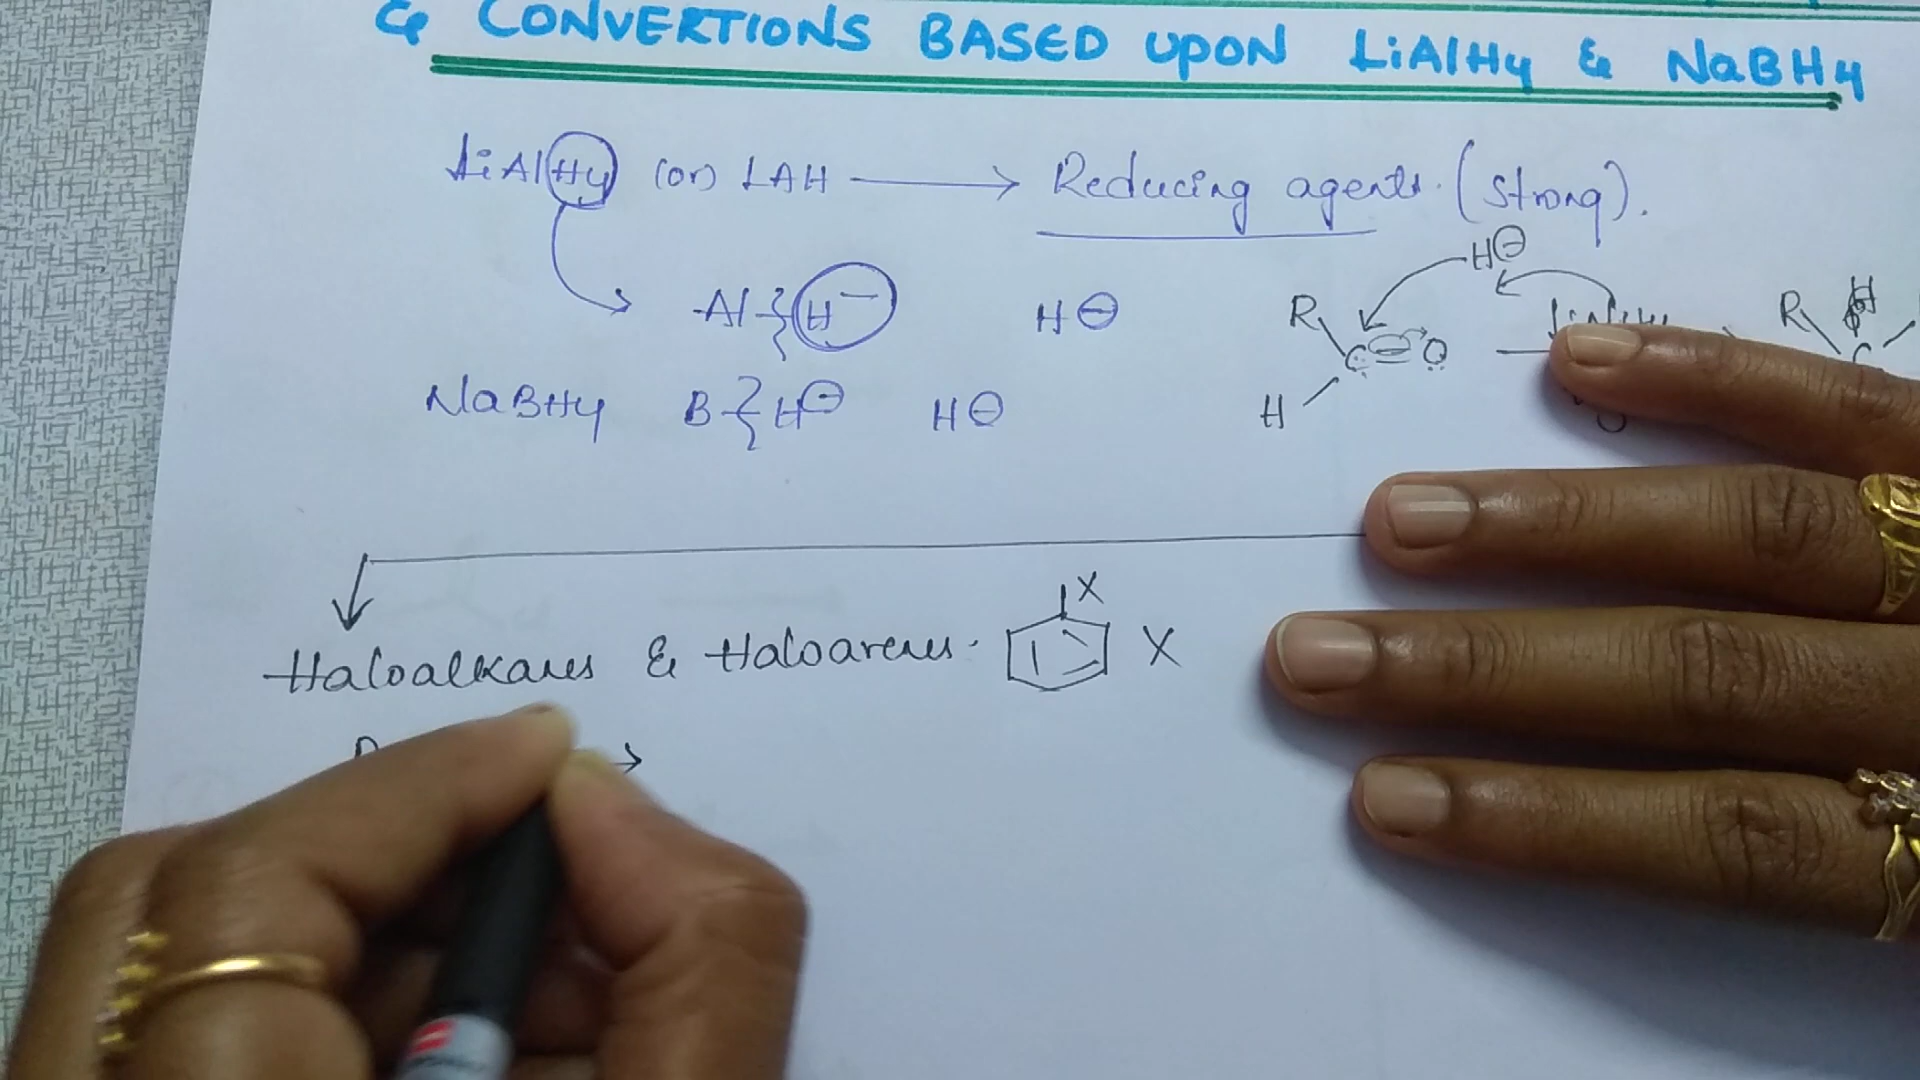 & CONVERTIONS BASED UPON LiAlH4 & NaBH4
LiAlH4 (or) LAH → Reducing agents. (Strong).
Al H⁻ H⊖
H⊖
R C=O
H
R
NaBH4 B H⊖ H⊖
Haloalkanes & Haloarenes. X X